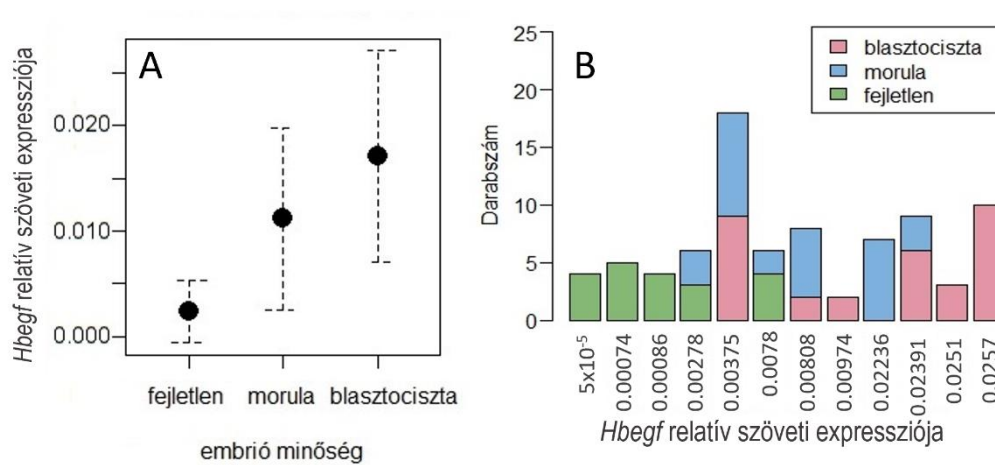 A
Hbegf relatív szöveti expressziója
0.020
0.010
0.000
fejletlen morula blasztociszta
embrió minőség
B
Darabszám
25
20
15
10
5
0
blasztociszta
morula
fejletlen
5x10⁻⁵ 0.00074 0.00086 0.00278 0.00375 0.0078 0.00808 0.00974 0.02236 0.02391 0.0251 0.0257
Hbegf relatív szöveti expressziója